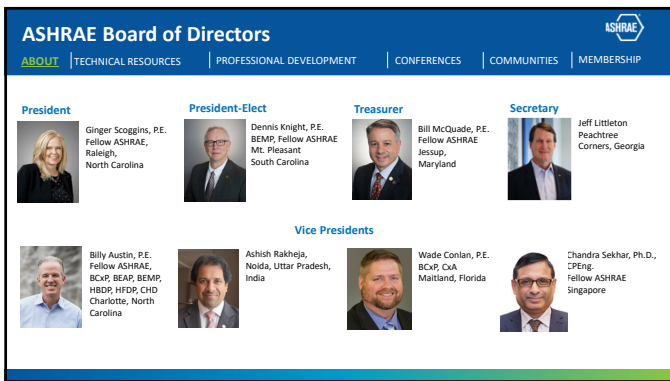 ASHRAE Board of Directors
ASHRAE
ABOUT
TECHNICAL RESOURCES
PROFESSIONAL DEVELOPMENT
CONFERENCES
COMMUNITIES
MEMBERSHIP
President
Ginger Scoggins, P.E.
Fellow ASHRAE,
Raleigh,
North Carolina
President-Elect
Dennis Knight, P.E.
BEMP, Fellow ASHRAE
Mt. Pleasant
South Carolina
Treasurer
Bill McQuade, P.E.
Fellow ASHRAE
Jessup,
Maryland
Secretary
Jeff Littleton
Peachtree
Corners, Georgia
Vice Presidents
Billy Austin, P.E.
Fellow ASHRAE,
BCxP, BEAP, BEMP,
HBDP, HFDP, CHD
Charlotte, North
Carolina
Ashish Rakheja,
Noida, Uttar Pradesh,
India
Wade Conlan, P.E.
BCxP, CxA
Maitland, Florida
Chandra Sekhar, Ph.D.,
CPEng.
Fellow ASHRAE
Singapore